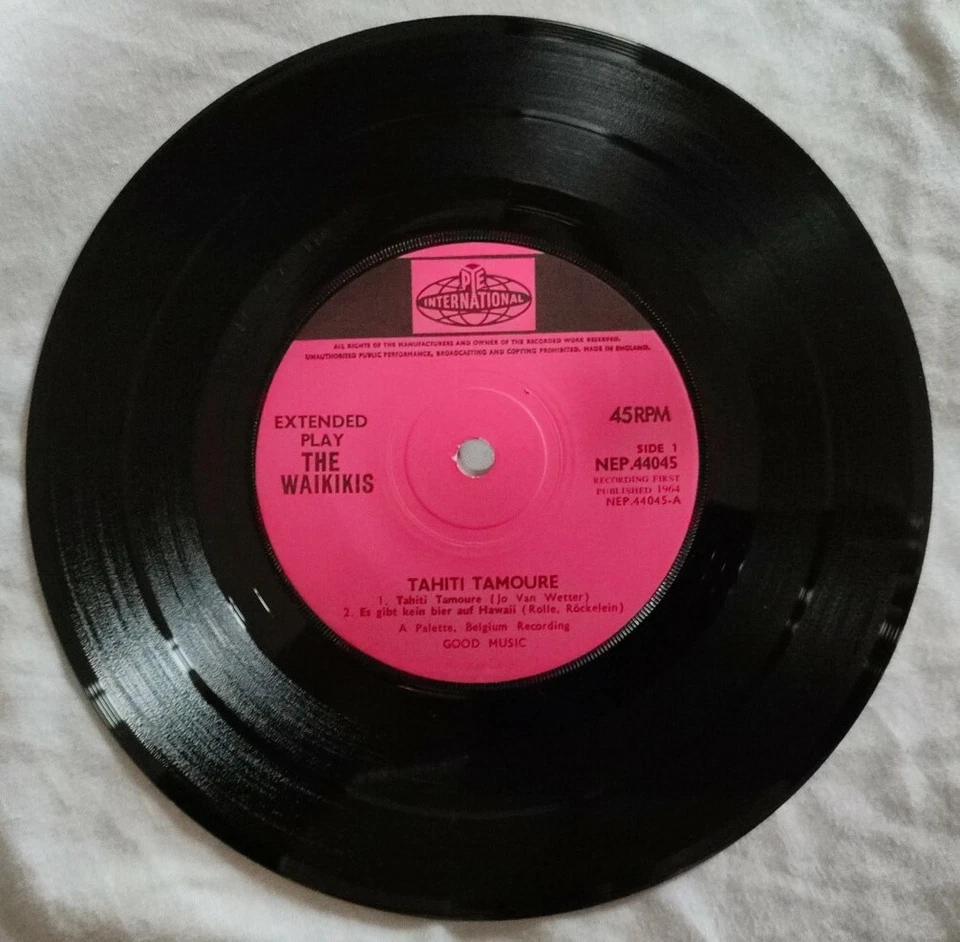 PYE
INTERNATIONAL
ALL RIGHTS OF THE MANUFACTURERS AND OWNER OF THE RECORDED WORK RESERVED.
UNAUTHORISED PUBLIC PERFORMANCE, BROADCASTING AND COPYING PROHIBITED. MADE IN ENGLAND.
EXTENDED
PLAY
THE
WAIKIKIS
45 RPM
SIDE 1
NEP.44045
RECORDING FIRST
PUBLISHED 1964
NEP.44045-A
TAHITI TAMOURE
1. Tahiti Tamoure (Jo Van Wetter)
2. Es gibt kein bier auf Hawaii (Rolle, Röckelein)
A Palette, Belgium Recording
GOOD MUSIC